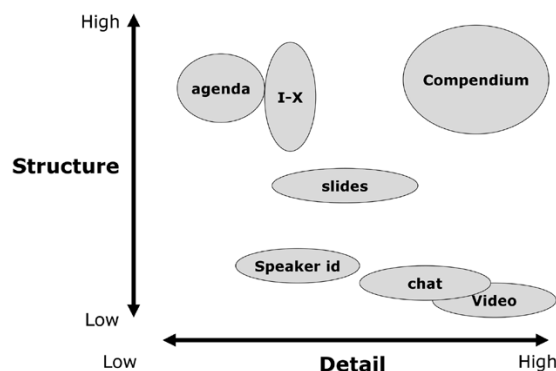 High
agenda
I-X
Compendium
Structure
slides
Speaker id
chat
Video
Low
Low
Detail
High